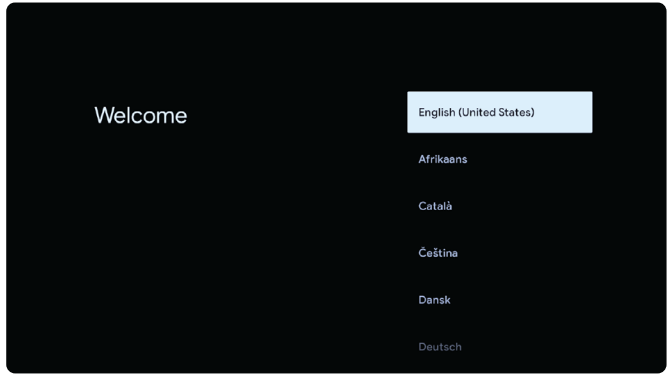 Welcome
English (United States)
Afrikaans
Català
Čeština
Dansk
Deutsch